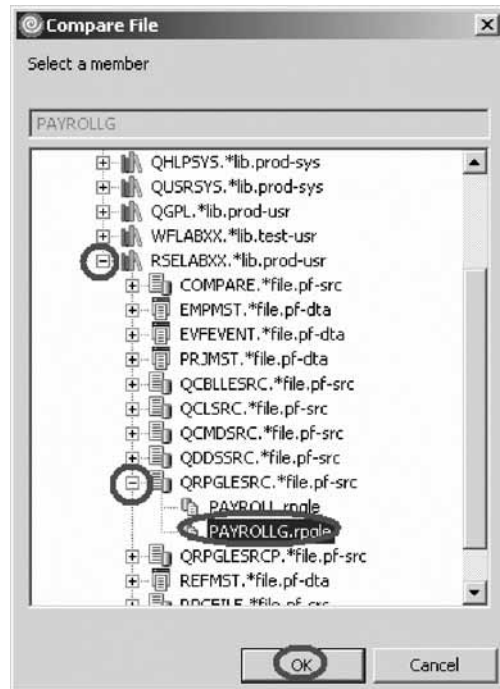 Compare File
Select a member
PAYROLLG
QHLPSYS.*lib.prod-sys
QUSRSYS.*lib.prod-sys
QGPL.*lib.prod-usr
WFLABXX.*lib.test-usr
RSELABXX.*lib.prod-usr
COMPARE.*file.pf-src
EMPMST.*file.pf-dta
EVFEVENT.*file.pf-dta
PRJMST.*file.pf-dta
QCBLLESRC.*file.pf-src
QCLSRC.*file.pf-src
QCMDSRC.*file.pf-src
QDDSSRC.*file.pf-src
QRPGLESRC.*file.pf-src
PAYROLL.rpgle
PAYROLLG.rpgle
QRPGLESRCP.*file.pf-src
REFMST.*file.pf-dta
OK Cancel